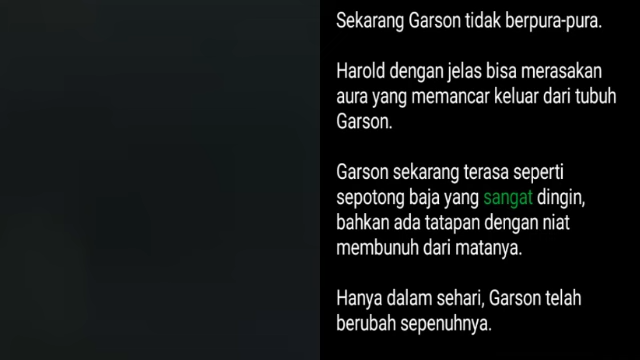 Sekarang Garson tidak berpura-pura.
Harold dengan jelas bisa merasakan
aura yang memancar keluar dari tubuh
Garson.
Garson sekarang terasa seperti
sepotong baja yang sangat dingin,
bahkan ada tatapan dengan niat
membunuh dari matanya.
Hanya dalam sehari, Garson telah
berubah sepenuhnya.